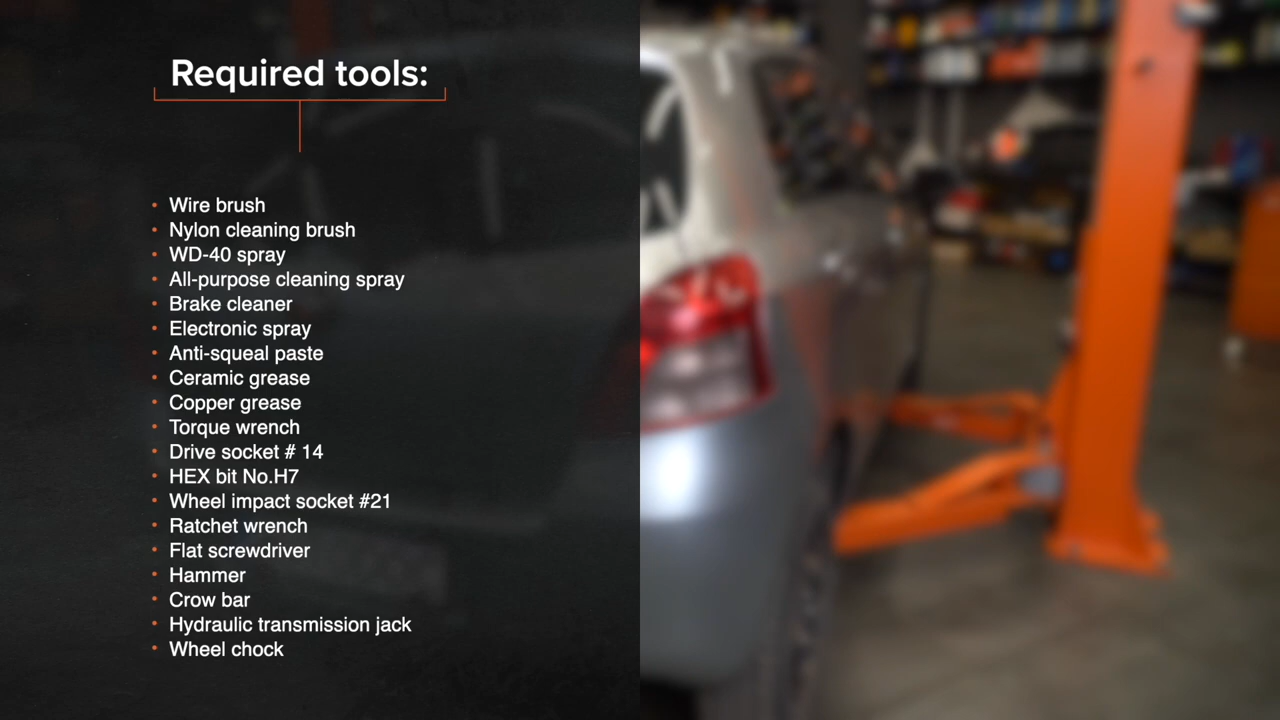 Required tools:
• Wire brush
• Nylon cleaning brush
• WD-40 spray
• All-purpose cleaning spray
• Brake cleaner
• Electronic spray
• Anti-squeal paste
• Ceramic grease
• Copper grease
• Torque wrench
• Drive socket # 14
• HEX bit No.H7
• Wheel impact socket #21
• Ratchet wrench
• Flat screwdriver
• Hammer
• Crow bar
• Hydraulic transmission jack
• Wheel chock